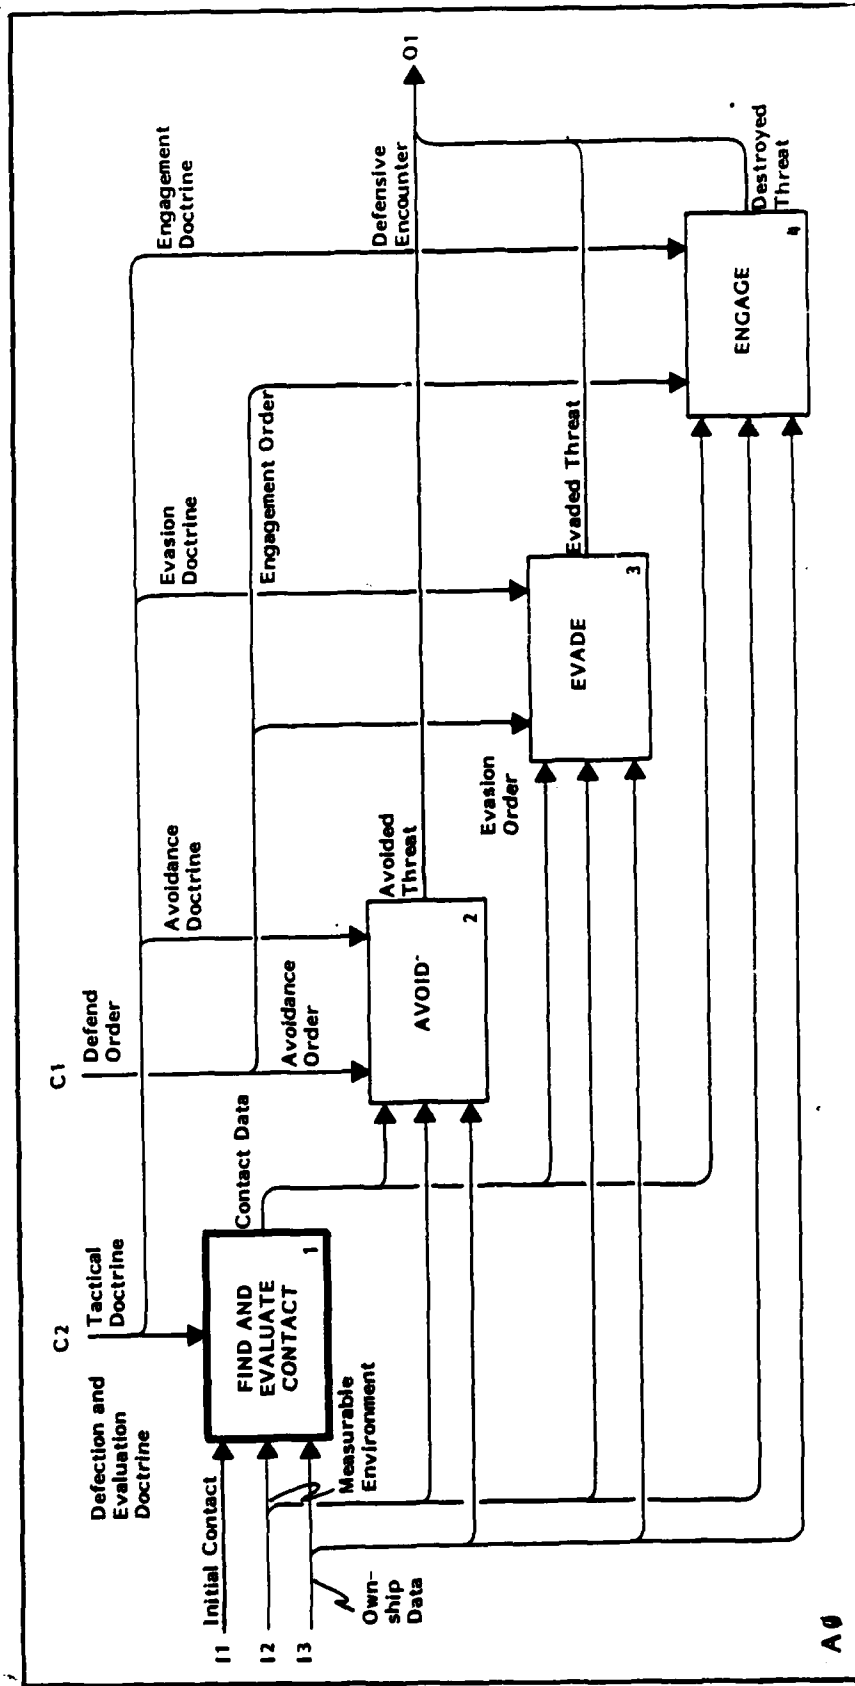 C2
Tactical
Doctrine
C1
Defend
Order
Defection and
Evaluation
Doctrine
Avoidance
Doctrine
Evasion
Doctrine
Engagement
Doctrine
I1
Initial Contact
I2
I3
Own-
ship
Data
Measurable
Environment
FIND AND
EVALUATE
CONTACT
1
Contact Data
Avoidance
Order
Engagement Order
AVOID
2
Avoided
Threat
Defensive
Encounter
O1
Evasion
Order
EVADE
3
Evaded Threat
ENGAGE
4
Destroyed
Threat
A0